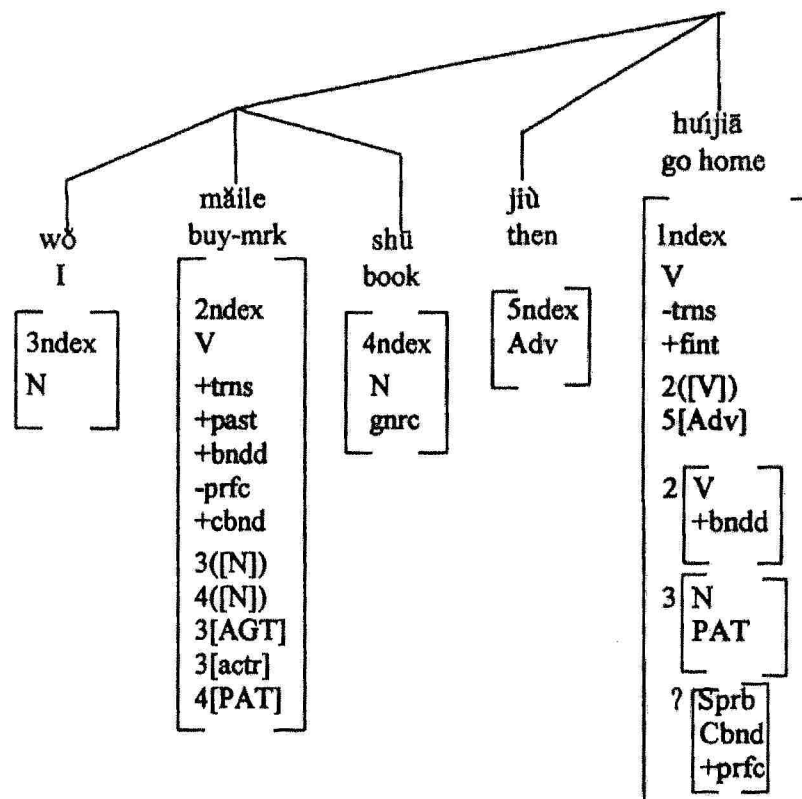 wǒ
I
3ndex
N
mǎile
buy-mrk
2ndex
V
+trns
+past
+bndd
-prfc
+cbnd
3([N])
4([N])
3[AGT]
3[actr]
4[PAT]
shū
book
4ndex
N
gnrc
jiù
then
5ndex
Adv
huíjiā
go home
1ndex
V
-trns
+fint
2([V])
5[Adv]
2 [V
+bndd]
3 [N
PAT]
? [Sprb
Cbnd
+prfc]